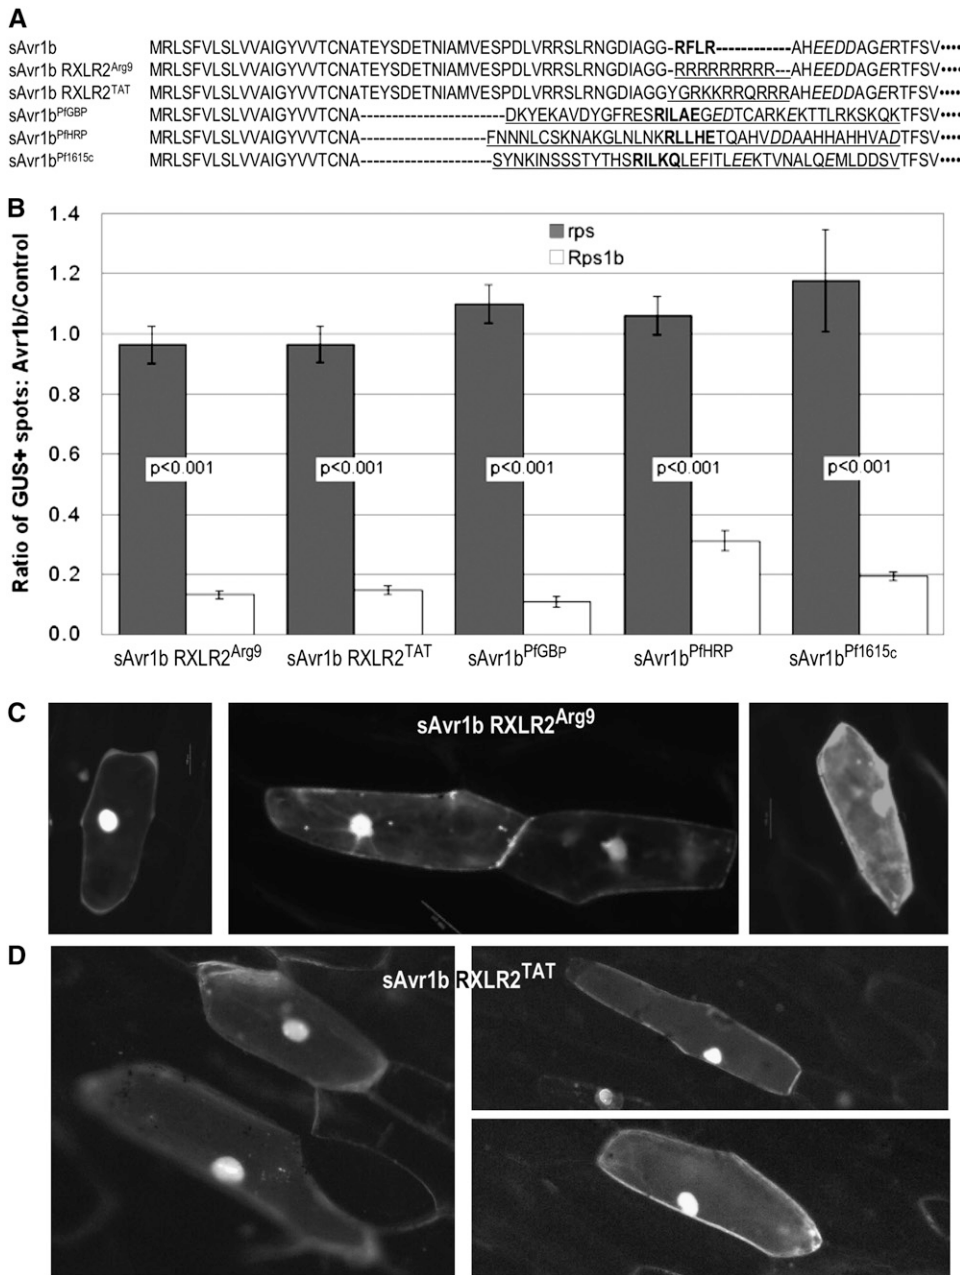 A
sAvr1b MRLSFVLSLVVAIGYVVTCNATEYSDETNIAMVESPDLVRRSLRNGDIAGG-RFLR------------AHEEDDAGERTFSV••••
sAvr1b RXLR2Arg9 MRLSFVLSLVVAIGYVVTCNATEYSDETNIAMVESPDLVRRSLRNGDIAGG-RRRRRRRRR---AHEEDDAGERTFSV••••
sAvr1b RXLR2TAT MRLSFVLSLVVAIGYVVTCNATEYSDETNIAMVESPDLVRRSLRNGDIAGGYGRKKRRQRRRAHEEDDAGERTFSV••••
sAvr1bPfGBP MRLSFVLSLVVAIGYVVTCNA-----------------------DKYEKAVDYGFRESRILAEGEDTCARKEKTTLRKSKQKTFSV••••
sAvr1bPfHRP MRLSFVLSLVVAIGYVVTCNA--------------------FNNNLCSKNAKGLNLNKRLLHETQAHVDDAAHHAHHVADTFSV••••
sAvr1bPf1615c MRLSFVLSLVVAIGYVVTCNA---------------------SYNKINSSSTYTHSRILKQLEFITLEEKTVNALQEMLDDSVTFSV••••
B
Ratio of GUS+ spots: Avr1b/Control
1.4
1.2
1.0
0.8
0.6
0.4
0.2
0.0
rps
Rps1b
p<0.001 p<0.001 p<0.001 p<0.001 p<0.001
sAvr1b RXLR2Arg9 sAvr1b RXLR2TAT sAvr1bPfGBP sAvr1bPfHRP sAvr1bPf1615c
C
sAvr1b RXLR2Arg9
D
sAvr1b RXLR2TAT